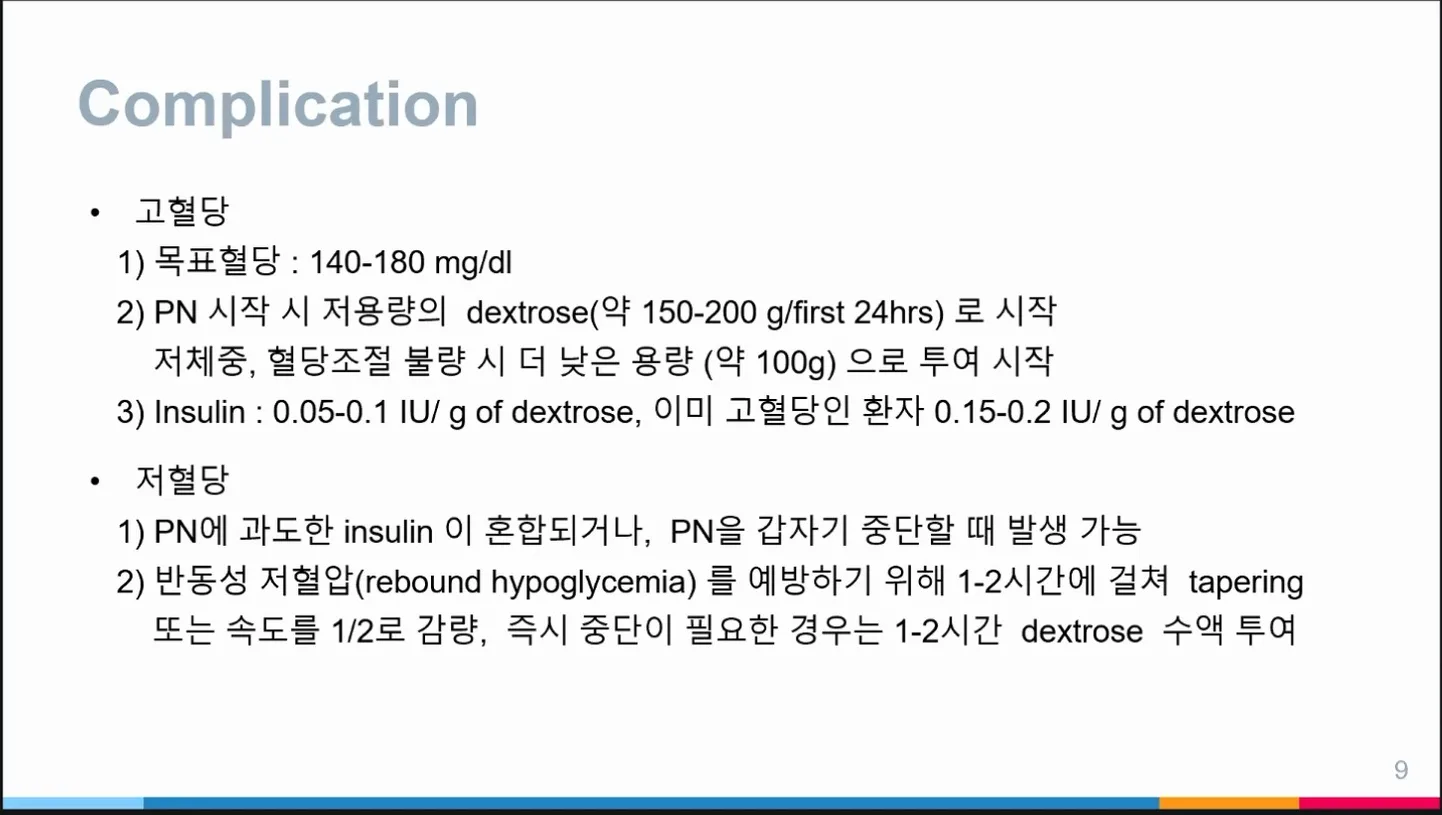 Complication
• 고혈당
1) 목표혈당 : 140-180 mg/dl
2) PN 시작 시 저용량의 dextrose(약 150-200 g/first 24hrs) 로 시작
저체중, 혈당조절 불량 시 더 낮은 용량 (약 100g) 으로 투여 시작
3) Insulin : 0.05-0.1 IU/ g of dextrose, 이미 고혈당인 환자 0.15-0.2 IU/ g of dextrose
• 저혈당
1) PN에 과도한 insulin 이 혼합되거나, PN을 갑자기 중단할 때 발생 가능
2) 반동성 저혈압(rebound hypoglycemia) 를 예방하기 위해 1-2시간에 걸쳐 tapering
또는 속도를 1/2로 감량, 즉시 중단이 필요한 경우는 1-2시간 dextrose 수액 투여
9